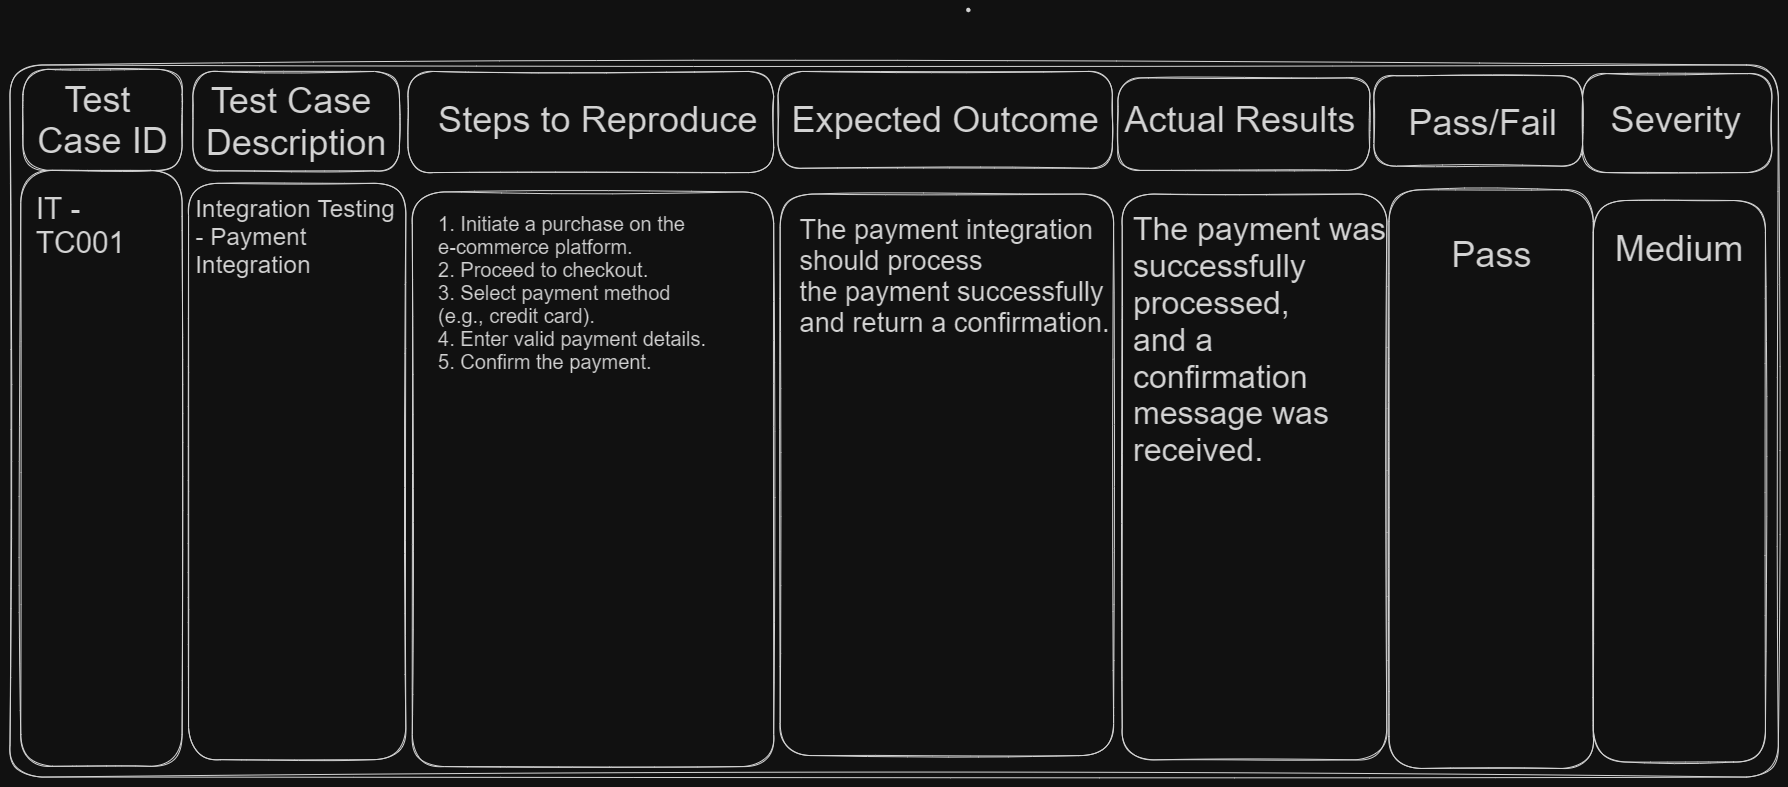 Test
Case ID
Test Case
Description
Steps to Reproduce
Expected Outcome
Actual Results
Pass/Fail
Severity
IT -
TC001
Integration Testing
- Payment
Integration
1. Initiate a purchase on the
e-commerce platform.
2. Proceed to checkout.
3. Select payment method
(e.g., credit card).
4. Enter valid payment details.
5. Confirm the payment.
The payment integration
should process
the payment successfully
and return a confirmation.
The payment was
successfully
processed,
and a
confirmation
message was
received.
Pass
Medium